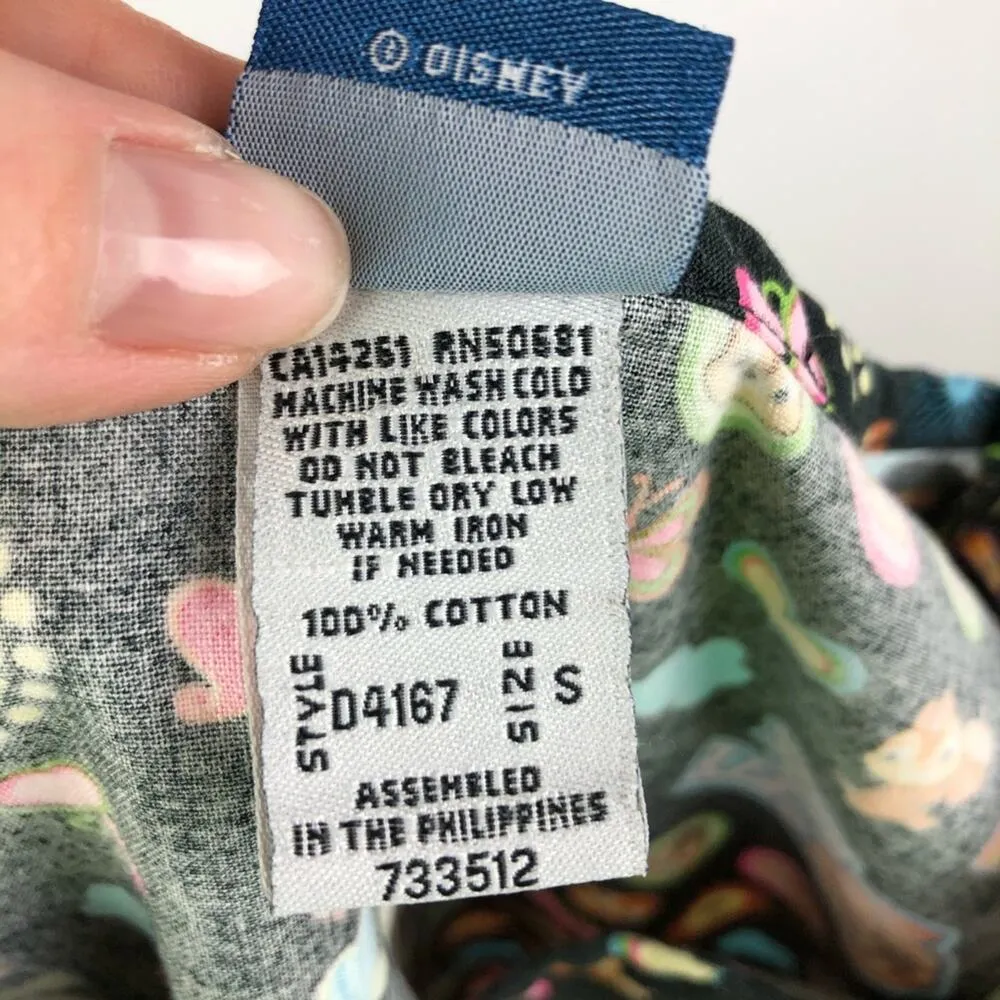 © DISNEY
CA14261 RN50681
MACHINE WASH COLD
WITH LIKE COLORS
DO NOT BLEACH
TUMBLE DRY LOW
WARM IRON
IF NEEDED
100% COTTON
STYLE D4167 SIZE S
ASSEMBLED
IN THE PHILIPPINES
733512